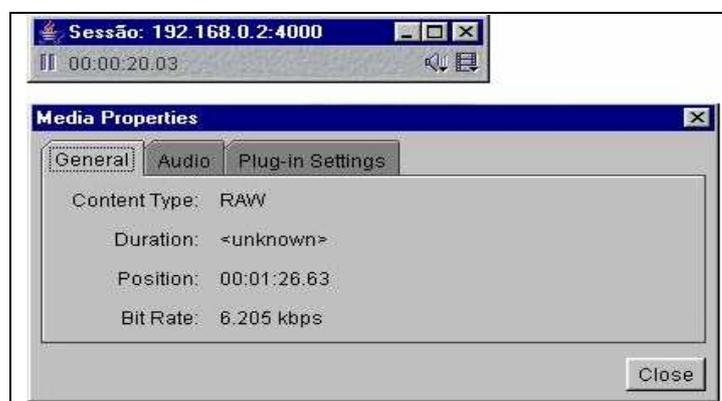 Sessão: 192.168.0.2:4000
00:00:20.03
Media Properties
General Audio Plug-in Settings
Content Type: RAW
Duration: <unknown>
Position: 00:01:26.63
Bit Rate: 6.205 kbps
Close